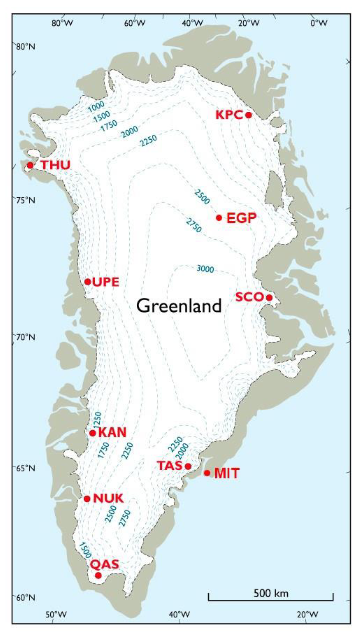 80°W 60°W 40°W 20°W 0°W
80°N
1000
1500
1750
2000
2250
KPC
THU
75°N
2500
2750
EGP
3000
UPE
SCO
Greenland
70°N
1250
1750
2250
KAN
2250
2000
65°N
TAS
MIT
NUK
2500
2750
1500
QAS
500 km
60°N
50°W 40°W 20°W